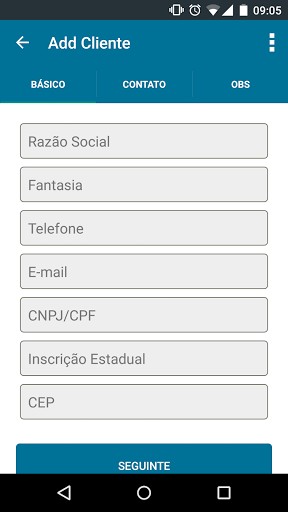 09:05
Add Cliente
BÁSICO CONTATO OBS
Razão Social
Fantasia
Telefone
E-mail
CNPJ/CPF
Inscrição Estadual
CEP
SEGUINTE